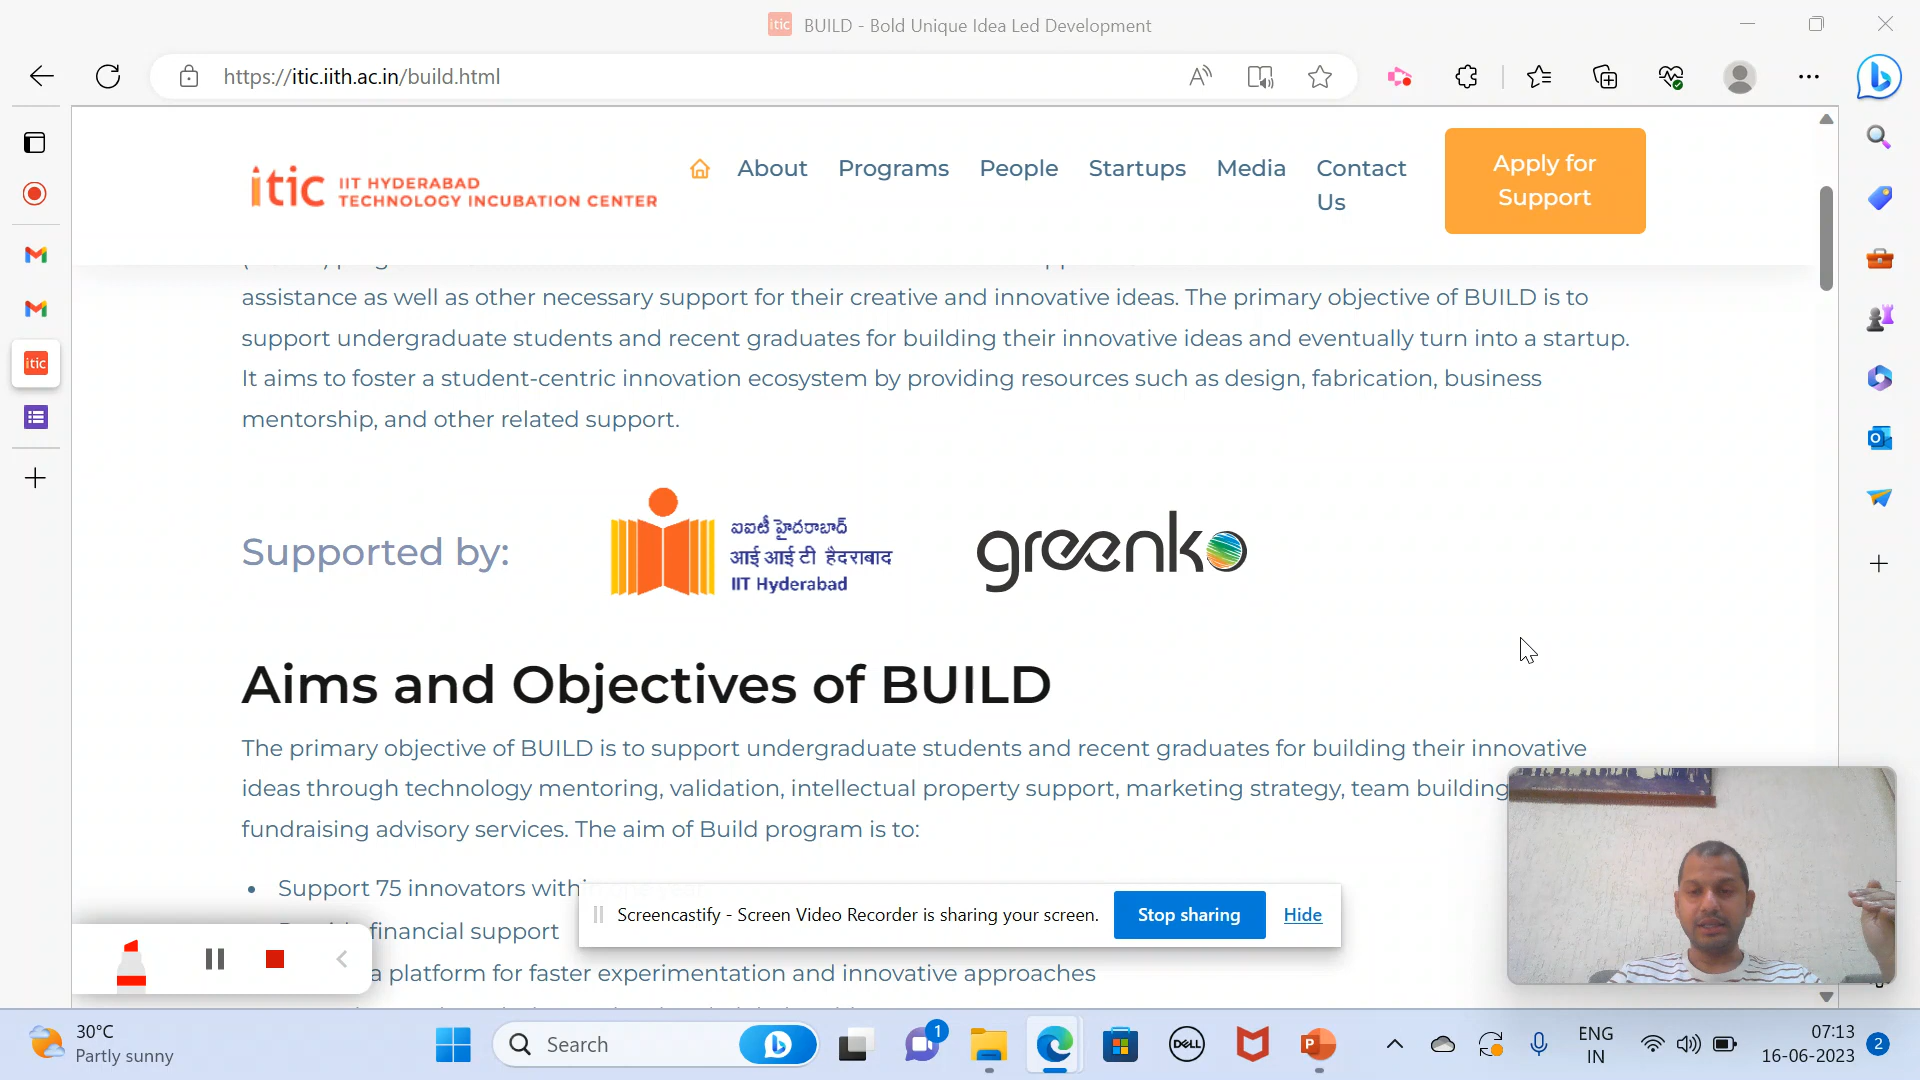 BUILD - Bold Unique Idea Led Development
https://itic.iith.ac.in/build.html
itic IIT HYDERABAD
TECHNOLOGY INCUBATION CENTER
About Programs People Startups Media Contact Us
Apply for
Support
assistance as well as other necessary support for their creative and innovative ideas. The primary objective of BUILD is to
support undergraduate students and recent graduates for building their innovative ideas and eventually turn into a startup.
It aims to foster a student-centric innovation ecosystem by providing resources such as design, fabrication, business
mentorship, and other related support.
Supported by:
ఐఐటీ హైదరాబాద్
आई आई टी हैदराबाद
IIT Hyderabad
greenko
Aims and Objectives of BUILD
The primary objective of BUILD is to support undergraduate students and recent graduates for building their innovative
ideas through technology mentoring, validation, intellectual property support, marketing strategy, team building
fundraising advisory services. The aim of Build program is to:
Support 75 innovators with
financial support
a platform for faster experimentation and innovative approaches
Screencastify - Screen Video Recorder is sharing your screen. Stop sharing Hide
30°C
Partly sunny
Search
1
DELL
ENG
IN
07:13
16-06-2023
2